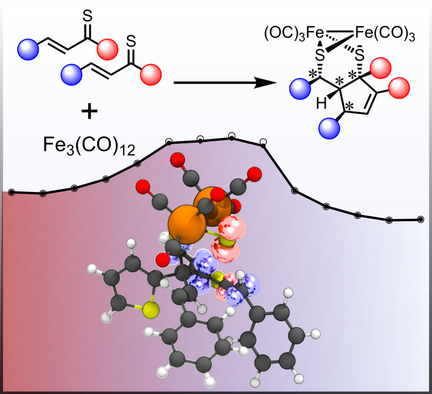 S
S
+
Fe₃(CO)₁₂
(OC)₃Fe Fe(CO)₃
S S
* *
H
*